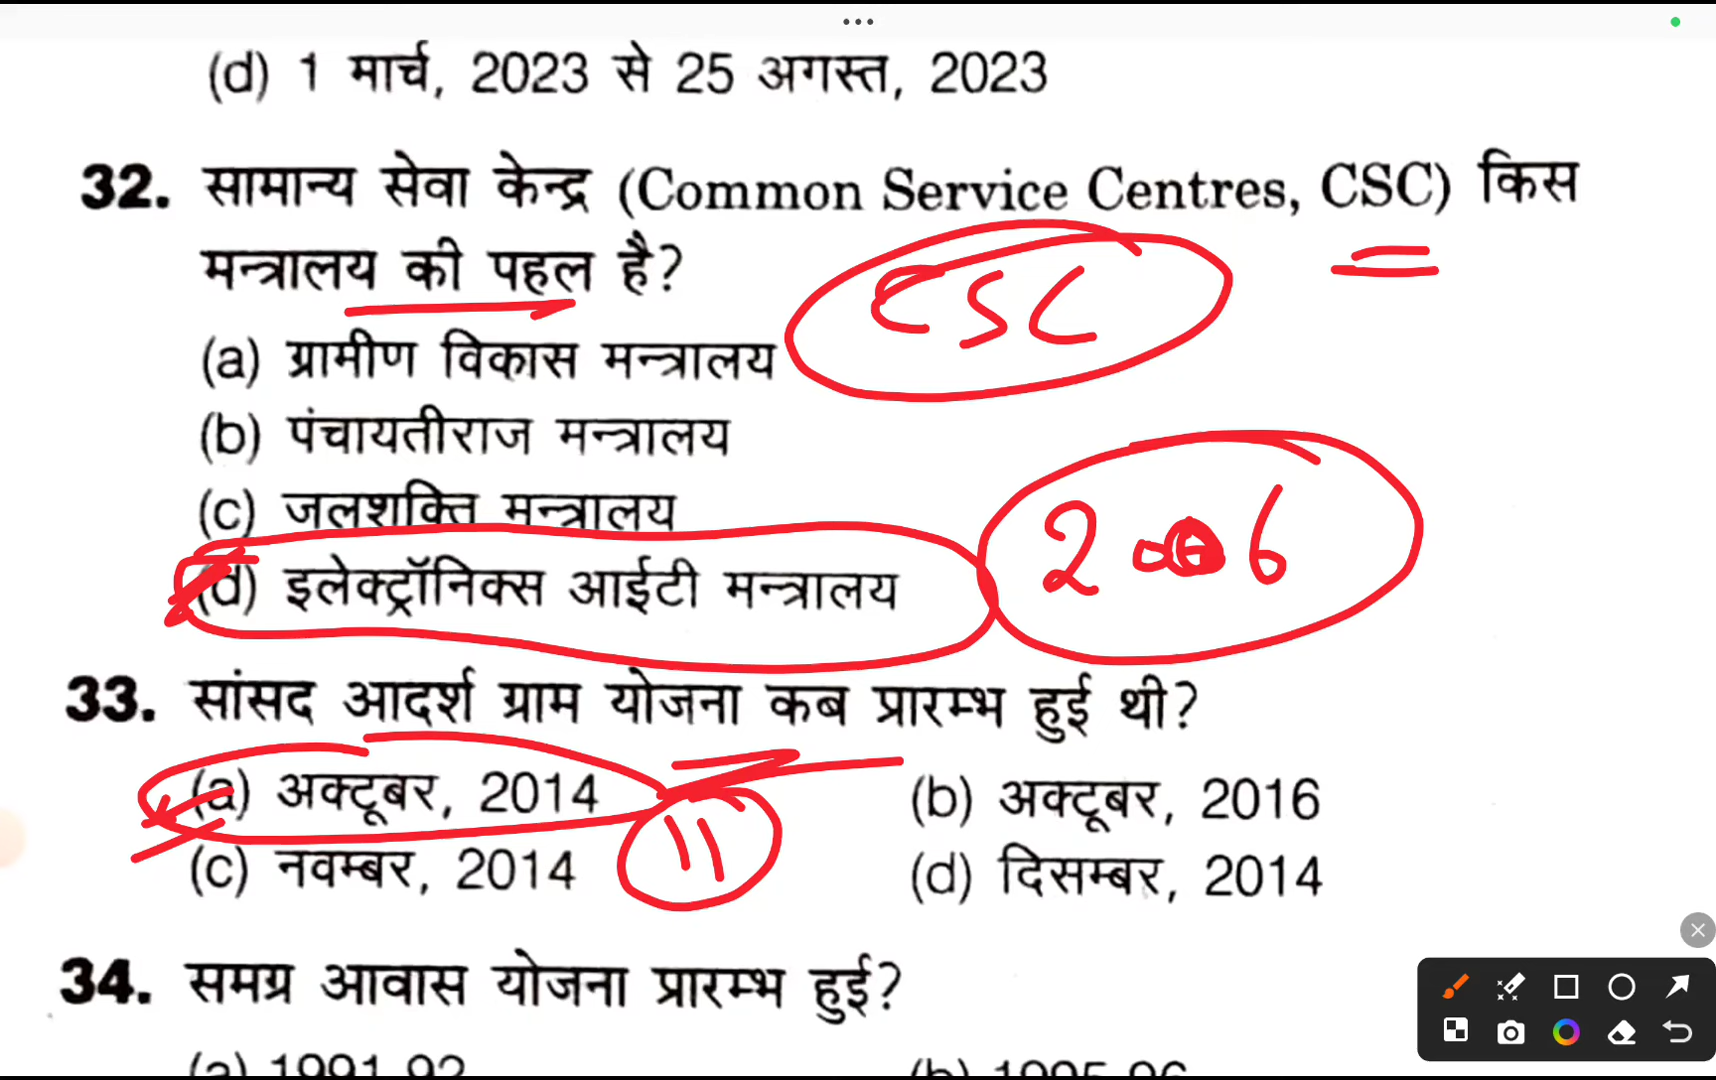 (d) 1 मार्च, 2023 से 25 अगस्त, 2023
32. सामान्य सेवा केन्द्र (Common Service Centres, CSC) किस
मन्त्रालय की पहल है?
CSC
(a) ग्रामीण विकास मन्त्रालय
(b) पंचायतीराज मन्त्रालय
(c) जलशक्ति मन्त्रालय
(d) इलेक्ट्रॉनिक्स आईटी मन्त्रालय
2006
33. सांसद आदर्श ग्राम योजना कब प्रारम्भ हुई थी?
(a) अक्टूबर, 2014 (b) अक्टूबर, 2016
11
(c) नवम्बर, 2014 (d) दिसम्बर, 2014
34. समग्र आवास योजना प्रारम्भ हुई?